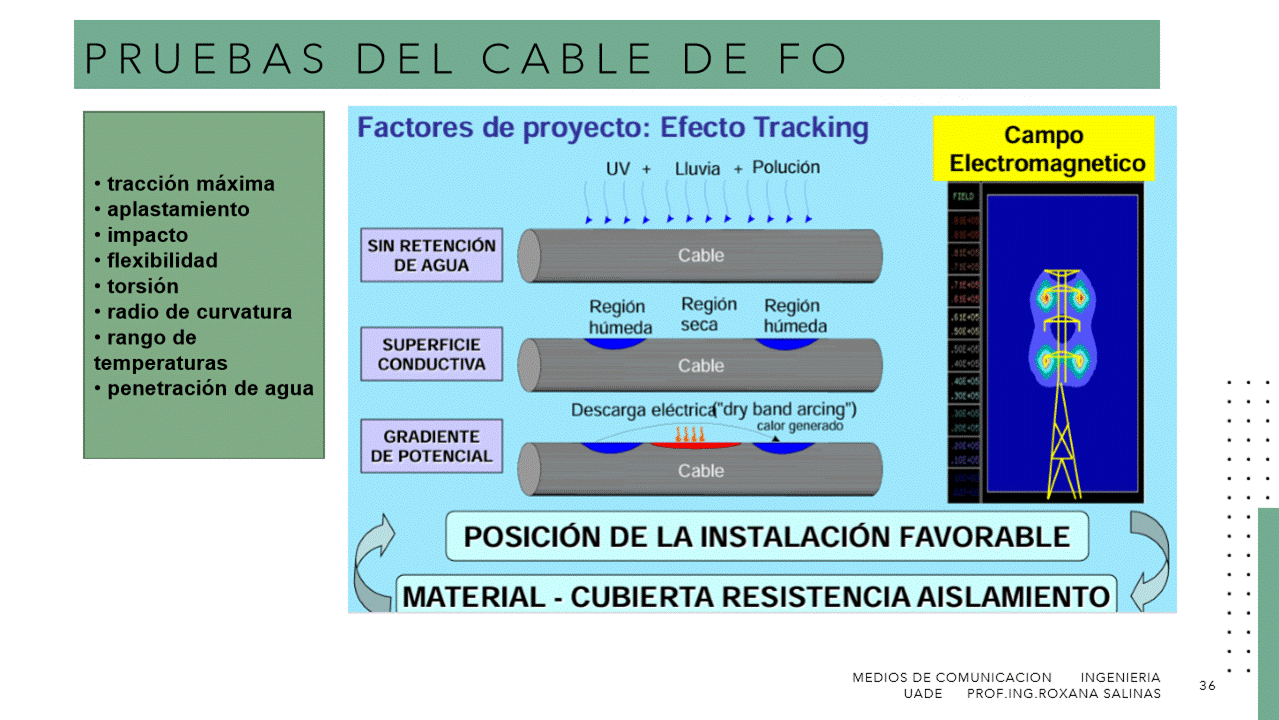 PRUEBAS DEL CABLE DE FO
• tracción máxima
• aplastamiento
• impacto
• flexibilidad
• torsión
• radio de curvatura
• rango de
temperaturas
• penetración de agua
Factores de proyecto: Efecto Tracking
UV + Lluvia + Polución
SIN RETENCIÓN
DE AGUA
Cable
Región
húmeda
Región
seca
Región
húmeda
SUPERFICIE
CONDUCTIVA
Cable
Descarga eléctrica("dry band arcing")
calor generado
GRADIENTE
DE POTENCIAL
Cable
Campo
Electromagnetico
FIELD
POSICIÓN DE LA INSTALACIÓN FAVORABLE
MATERIAL - CUBIERTA RESISTENCIA AISLAMIENTO
MEDIOS DE COMUNICACION INGENIERIA
UADE PROF.ING.ROXANA SALINAS
36